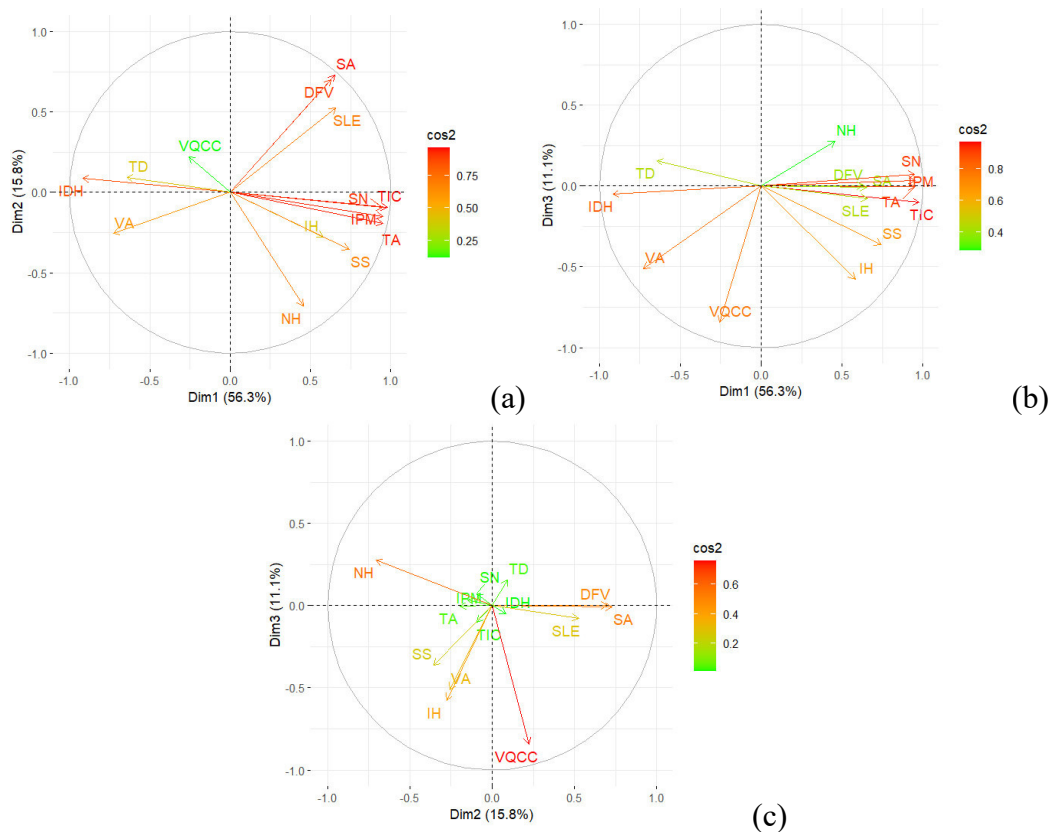 1.0
0.5
0.0
-0.5
-1.0
Dim2 (15.8%)
SA
DFV
SLE
VQCC
TD
IDH
VA
TIC
SN
IPM
IH
TA
SS
NH
-1.0 -0.5 0.0 0.5 1.0
Dim1 (56.3%)
cos2
0.75
0.50
0.25
(a)
1.0
0.5
0.0
-0.5
-1.0
Dim3 (11.1%)
NH
SN
TD
DFV
SA
IPM
IDH
SLE
TA
TIC
SS
VA
IH
VQCC
-1.0 -0.5 0.0 0.5 1.0
Dim1 (56.3%)
cos2
0.8
0.6
0.4
(b)
1.0
0.5
0.0
-0.5
-1.0
Dim3 (11.1%)
NH
SN
TD
IPM
IDH
DFV
TA
SA
TIC
SLE
SS
VA
IH
VQCC
-1.0 -0.5 0.0 0.5 1.0
Dim2 (15.8%)
cos2
0.6
0.4
0.2
(c)